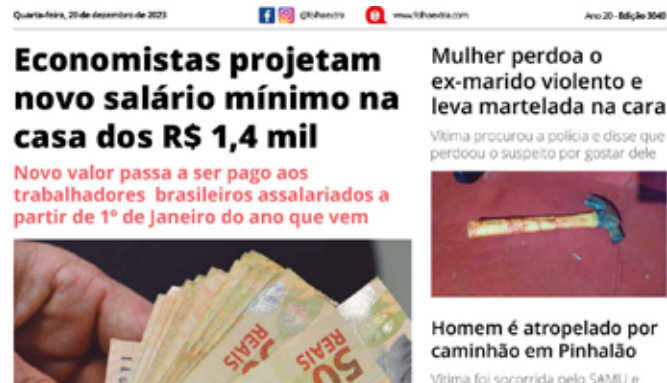 Quarta-feira, 20 de dezembro de 2023
@folhaextra
www.folhaextra.com
Ano 20 - Edição 3040
Economistas projetam
novo salário mínimo na
casa dos R$ 1,4 mil
Novo valor passa a ser pago aos
trabalhadores brasileiros assalariados a
partir de 1º de Janeiro do ano que vem
50
REAIS
REAIS
Mulher perdoa o
ex-marido violento e
leva martelada na cara
Vítima procurou a polícia e disse que
perdoou o suspeito por gostar dele
Homem é atropelado por
caminhão em Pinhalão
Vítima foi socorrida pelo SAMU e